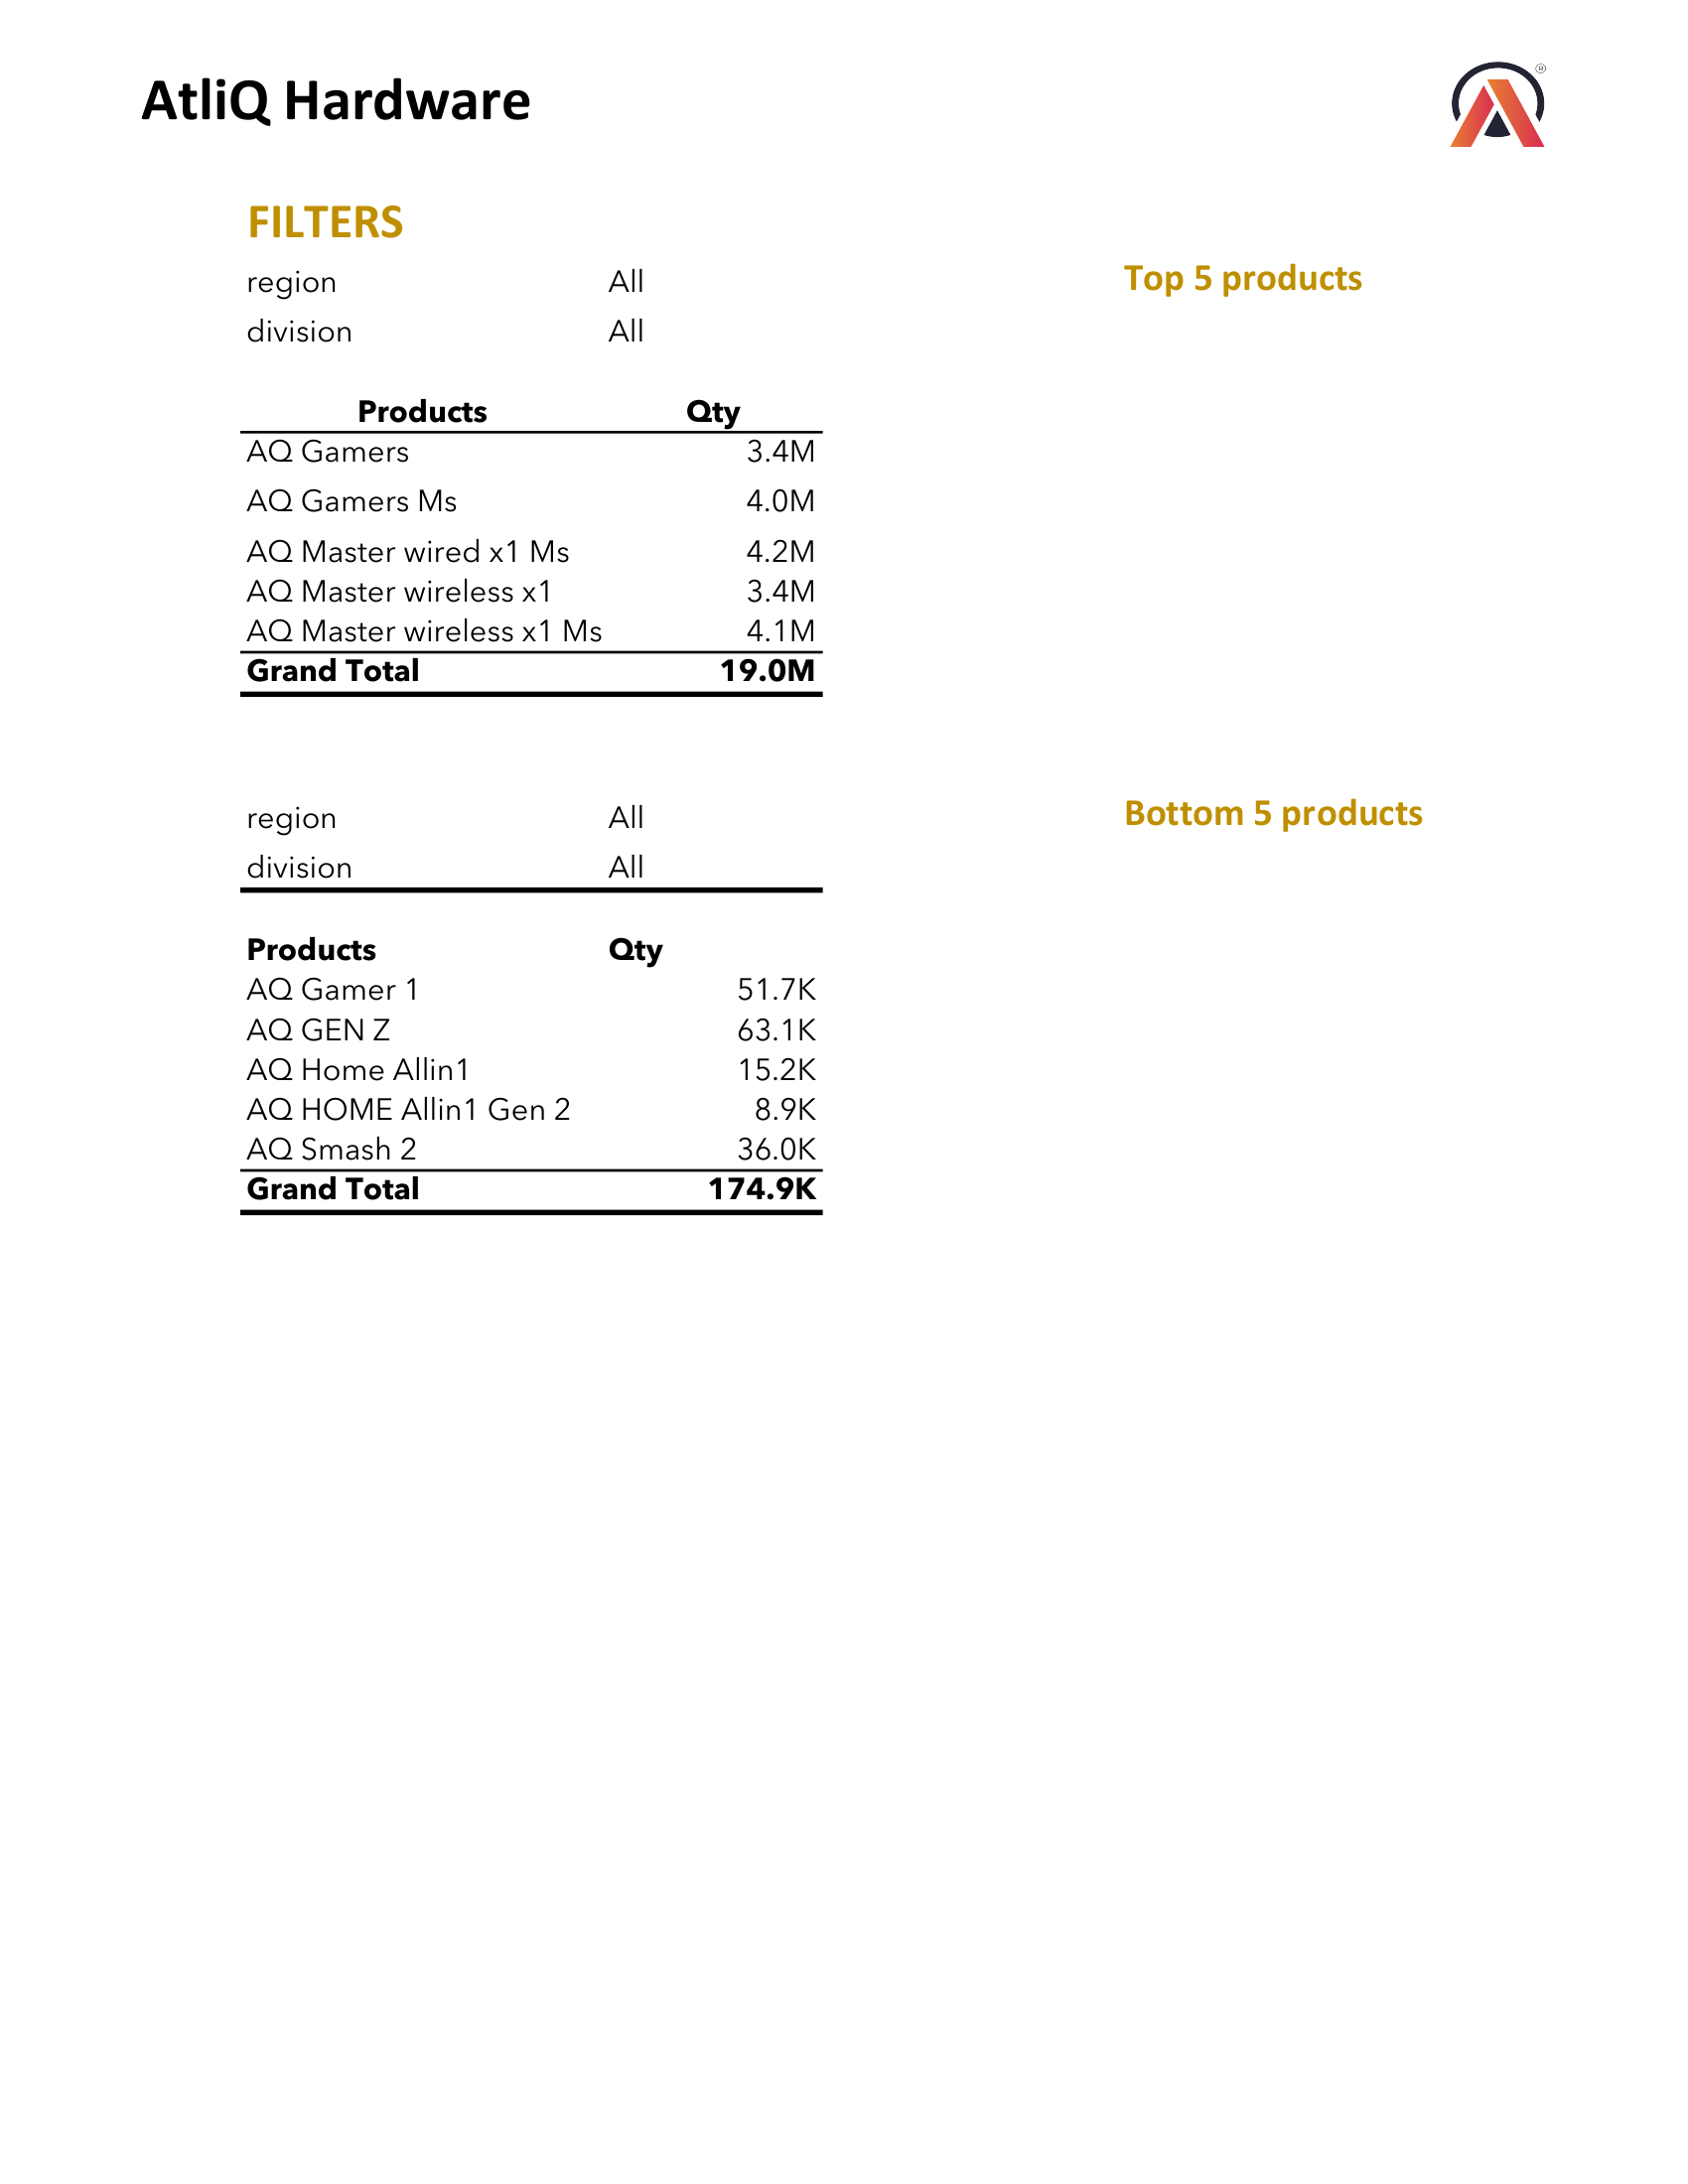 AtliQ Hardware
®
FILTERS
region All
Top 5 products
division All
Products Qty
AQ Gamers 3.4M
AQ Gamers Ms 4.0M
AQ Master wired x1 Ms 4.2M
AQ Master wireless x1 3.4M
AQ Master wireless x1 Ms 4.1M
Grand Total 19.0M
region All
Bottom 5 products
division All
Products Qty
AQ Gamer 1 51.7K
AQ GEN Z 63.1K
AQ Home Allin1 15.2K
AQ HOME Allin1 Gen 2 8.9K
AQ Smash 2 36.0K
Grand Total 174.9K